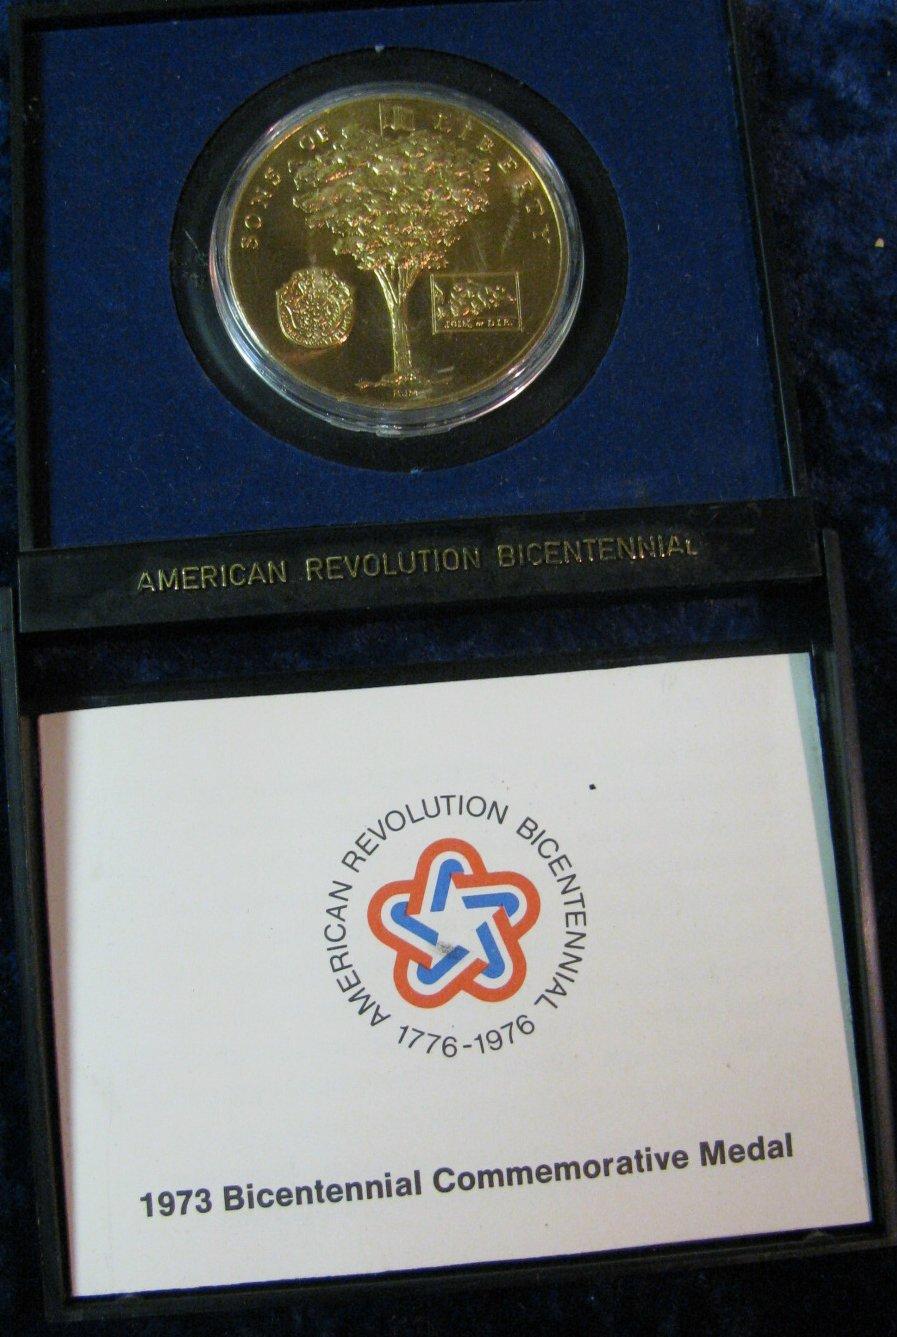 SONS OF LIBERTY
JOIN, or DIE.
AMERICAN REVOLUTION BICENTENNIAL
AMERICAN REVOLUTION BICENTENNIAL
1776-1976
1973 Bicentennial Commemorative Medal